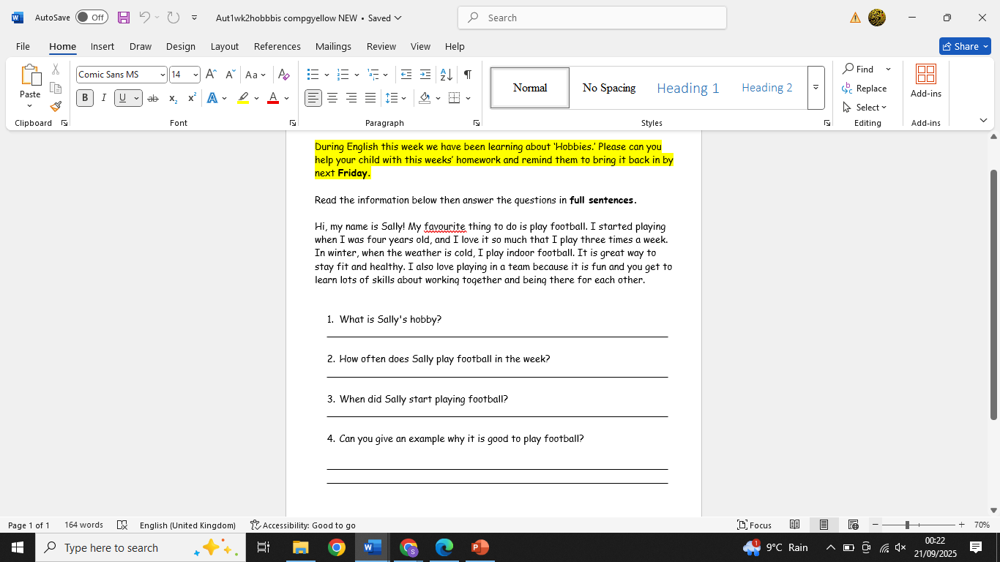 AutoSave Off Aut1wk2hobbbis compgyellow NEW • Saved Search
File Home Insert Draw Design Layout References Mailings Review View Help Share
Paste Comic Sans MS 14 Aa Normal No Spacing Heading 1 Heading 2 Find Replace Select Add-ins
Clipboard Font Paragraph Styles Editing Add-ins
During English this week we have been learning about ‘Hobbies.’ Please can you
help your child with this weeks’ homework and remind them to bring it back in by
next Friday.
Read the information below then answer the questions in full sentences.
Hi, my name is Sally! My favourite thing to do is play football. I started playing
when I was four years old, and I love it so much that I play three times a week.
In winter, when the weather is cold, I play indoor football. It is great way to
stay fit and healthy. I also love playing in a team because it is fun and you get to
learn lots of skills about working together and being there for each other.
1. What is Sally's hobby?
2. How often does Sally play football in the week?
3. When did Sally start playing football?
4. Can you give an example why it is good to play football?
Page 1 of 1 164 words English (United Kingdom) Accessibility: Good to go Focus 70%
Type here to search 9°C Rain 00:22
21/09/2025